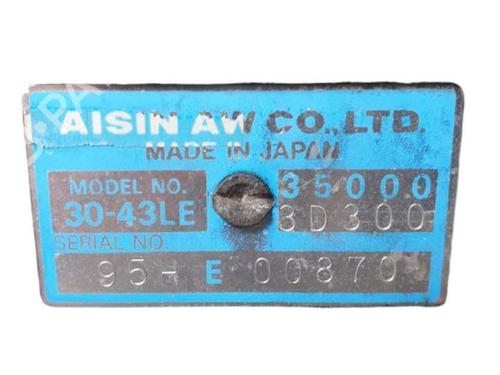 AISIN AW CO.,LTD.
MADE IN JAPAN
MODEL NO. 35000
30-43LE 3D300
SERIAL NO.
95- E 00870